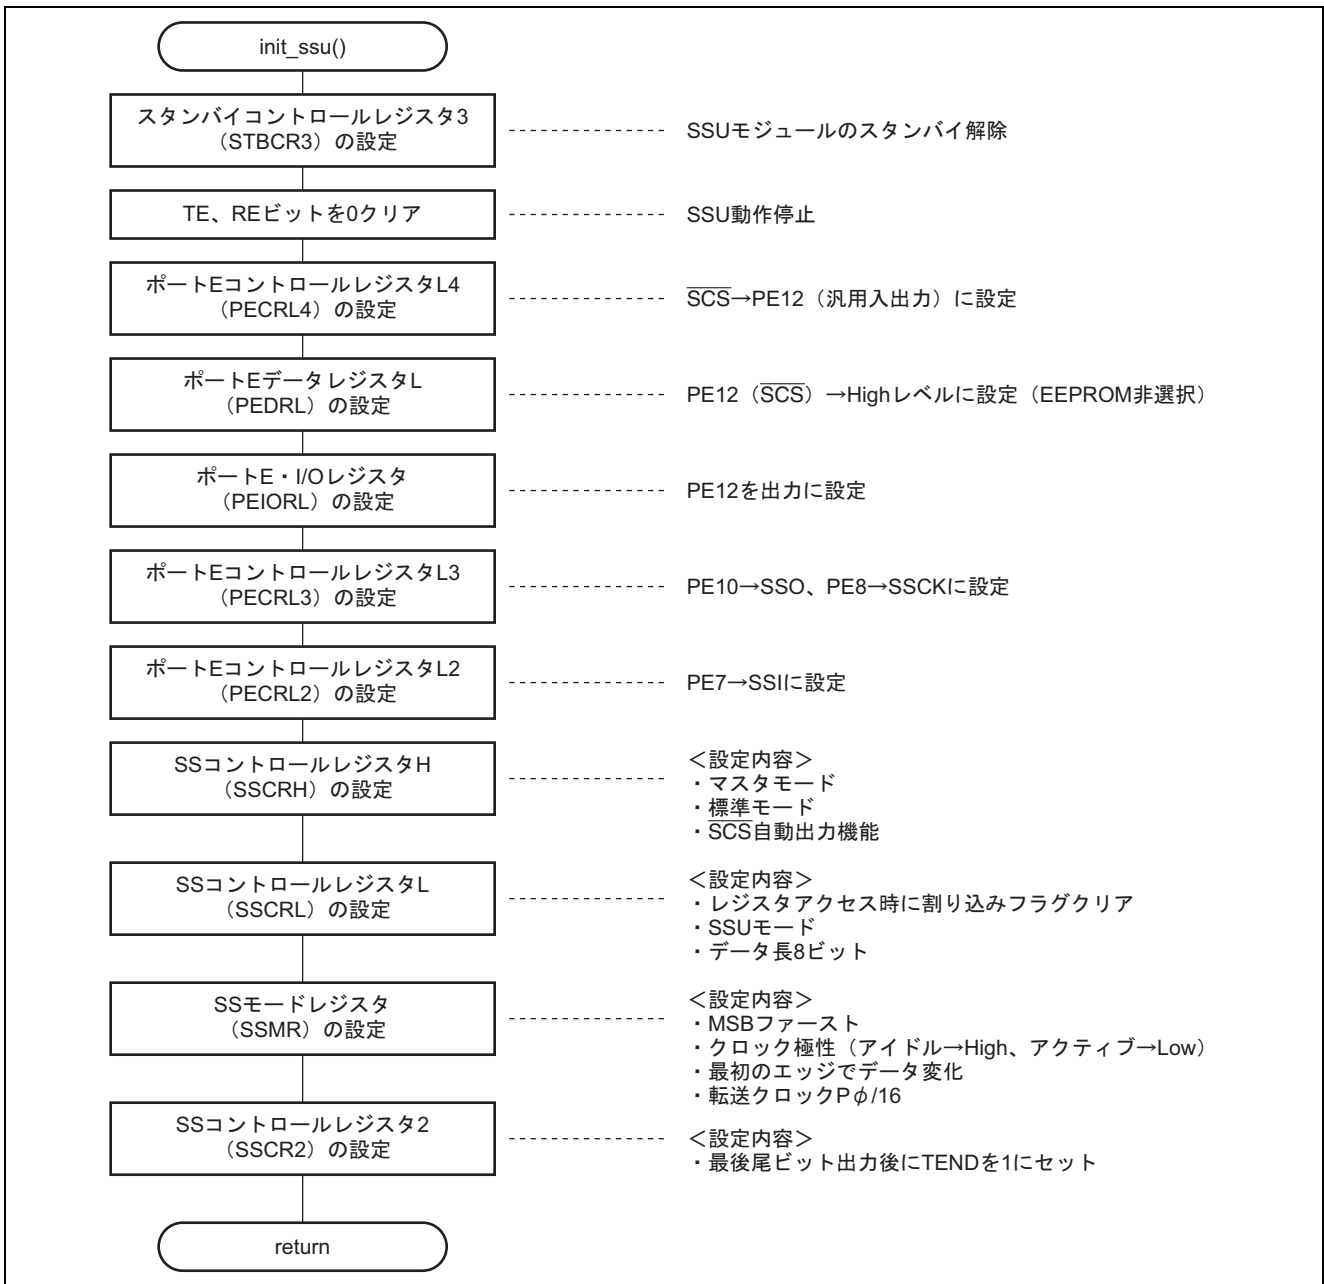 init_ssu()
スタンバイコントロールレジスタ3
（STBCR3）の設定
SSUモジュールのスタンバイ解除
TE、REビットを0クリア
SSU動作停止
ポートEコントロールレジスタL4
（PECRL4）の設定
SCS→PE12（汎用入出力）に設定
ポートEデータレジスタL
（PEDRL）の設定
PE12（SCS）→Highレベルに設定（EEPROM非選択）
ポートE・I/Oレジスタ
（PEIORL）の設定
PE12を出力に設定
ポートEコントロールレジスタL3
（PECRL3）の設定
PE10→SSO、PE8→SSCKに設定
ポートEコントロールレジスタL2
（PECRL2）の設定
PE7→SSIに設定
SSコントロールレジスタH
（SSCRH）の設定
＜設定内容＞
・マスタモード
・標準モード
・SCS自動出力機能
SSコントロールレジスタL
（SSCRL）の設定
＜設定内容＞
・レジスタアクセス時に割り込みフラグクリア
・SSUモード
・データ長8ビット
SSモードレジスタ
（SSMR）の設定
＜設定内容＞
・MSBファースト
・クロック極性（アイドル→High、アクティブ→Low）
・最初のエッジでデータ変化
・転送クロックPφ/16
SSコントロールレジスタ2
（SSCR2）の設定
＜設定内容＞
・最後尾ビット出力後にTENDを1にセット
return